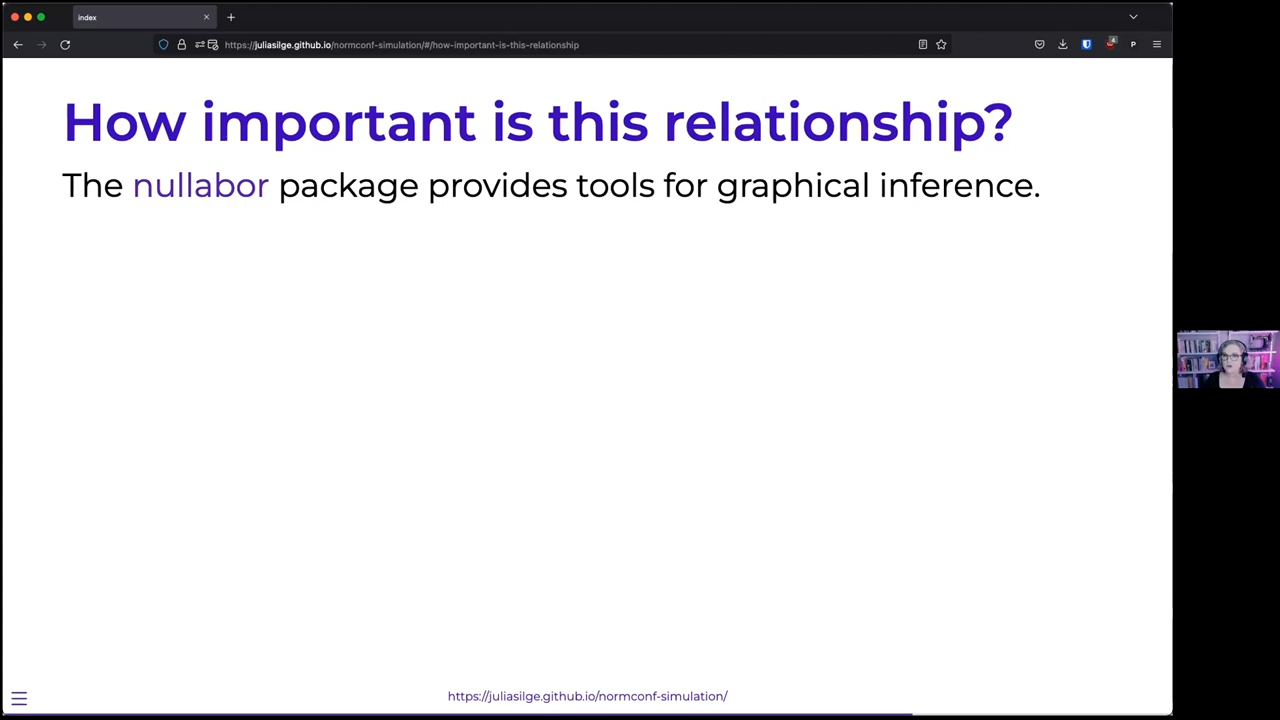 index
https://juliasilge.github.io/normconf-simulation/#/how-important-is-this-relationship
4
P
How important is this relationship?
The nullabor package provides tools for graphical inference.
https://juliasilge.github.io/normconf-simulation/